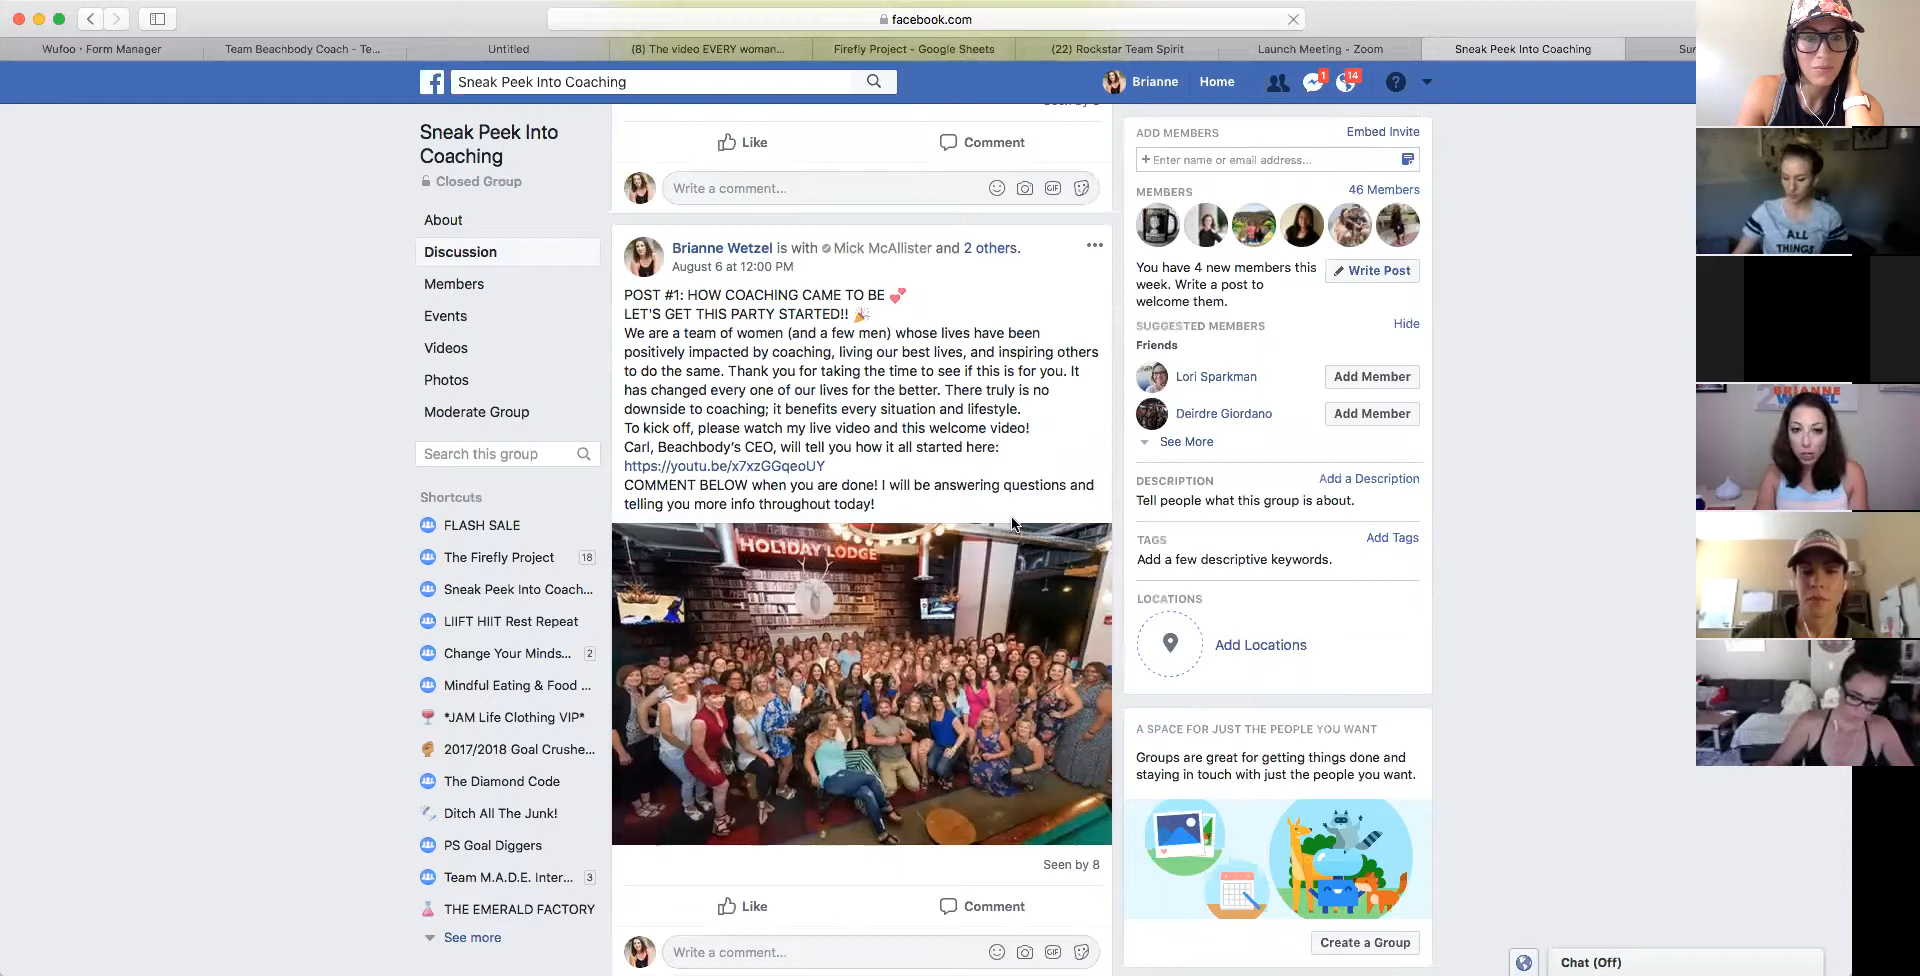 facebook.com
Wufoo · Form Manager
Team Beachbody Coach - Te...
Untitled
(8) The video EVERY woman...
Firefly Project - Google Sheets
(22) Rockstar Team Spirit
Launch Meeting - Zoom
Sneak Peek Into Coaching
Sneak Peek Into Coaching
Brianne
Home
1
14
Sneak Peek Into
Coaching
Closed Group
About
Discussion
Members
Events
Videos
Photos
Moderate Group
Search this group
Shortcuts
FLASH SALE
The Firefly Project 18
Sneak Peek Into Coach...
LIIFT HIIT Rest Repeat
Change Your Minds... 2
Mindful Eating & Food ...
*JAM Life Clothing VIP*
2017/2018 Goal Crushe...
The Diamond Code
Ditch All The Junk!
PS Goal Diggers
Team M.A.D.E. Inter... 3
THE EMERALD FACTORY
See more
Like Comment
Write a comment...
GIF
Brianne Wetzel is with Mick McAllister and 2 others.
August 6 at 12:00 PM
POST #1: HOW COACHING CAME TO BE 💕
LET'S GET THIS PARTY STARTED!! 🎉
We are a team of women (and a few men) whose lives have been
positively impacted by coaching, living our best lives, and inspiring others
to do the same. Thank you for taking the time to see if this is for you. It
has changed every one of our lives for the better. There truly is no
downside to coaching; it benefits every situation and lifestyle.
To kick off, please watch my live video and this welcome video!
Carl, Beachbody's CEO, will tell you how it all started here:
https://youtu.be/x7xzGGqeoUY
COMMENT BELOW when you are done! I will be answering questions and
telling you more info throughout today!
HOLIDAY LODGE
Seen by 8
Like Comment
Write a comment...
GIF
ADD MEMBERS Embed Invite
+ Enter name or email address...
MEMBERS 46 Members
You have 4 new members this
week. Write a post to
welcome them.
Write Post
SUGGESTED MEMBERS Hide
Friends
Lori Sparkman Add Member
Deirdre Giordano Add Member
See More
DESCRIPTION Add a Description
Tell people what this group is about.
TAGS Add Tags
Add a few descriptive keywords.
LOCATIONS
Add Locations
A SPACE FOR JUST THE PEOPLE YOU WANT
Groups are great for getting things done and
staying in touch with just the people you want.
Create a Group
Chat (Off)
ALL
THINGS
BRIANNE